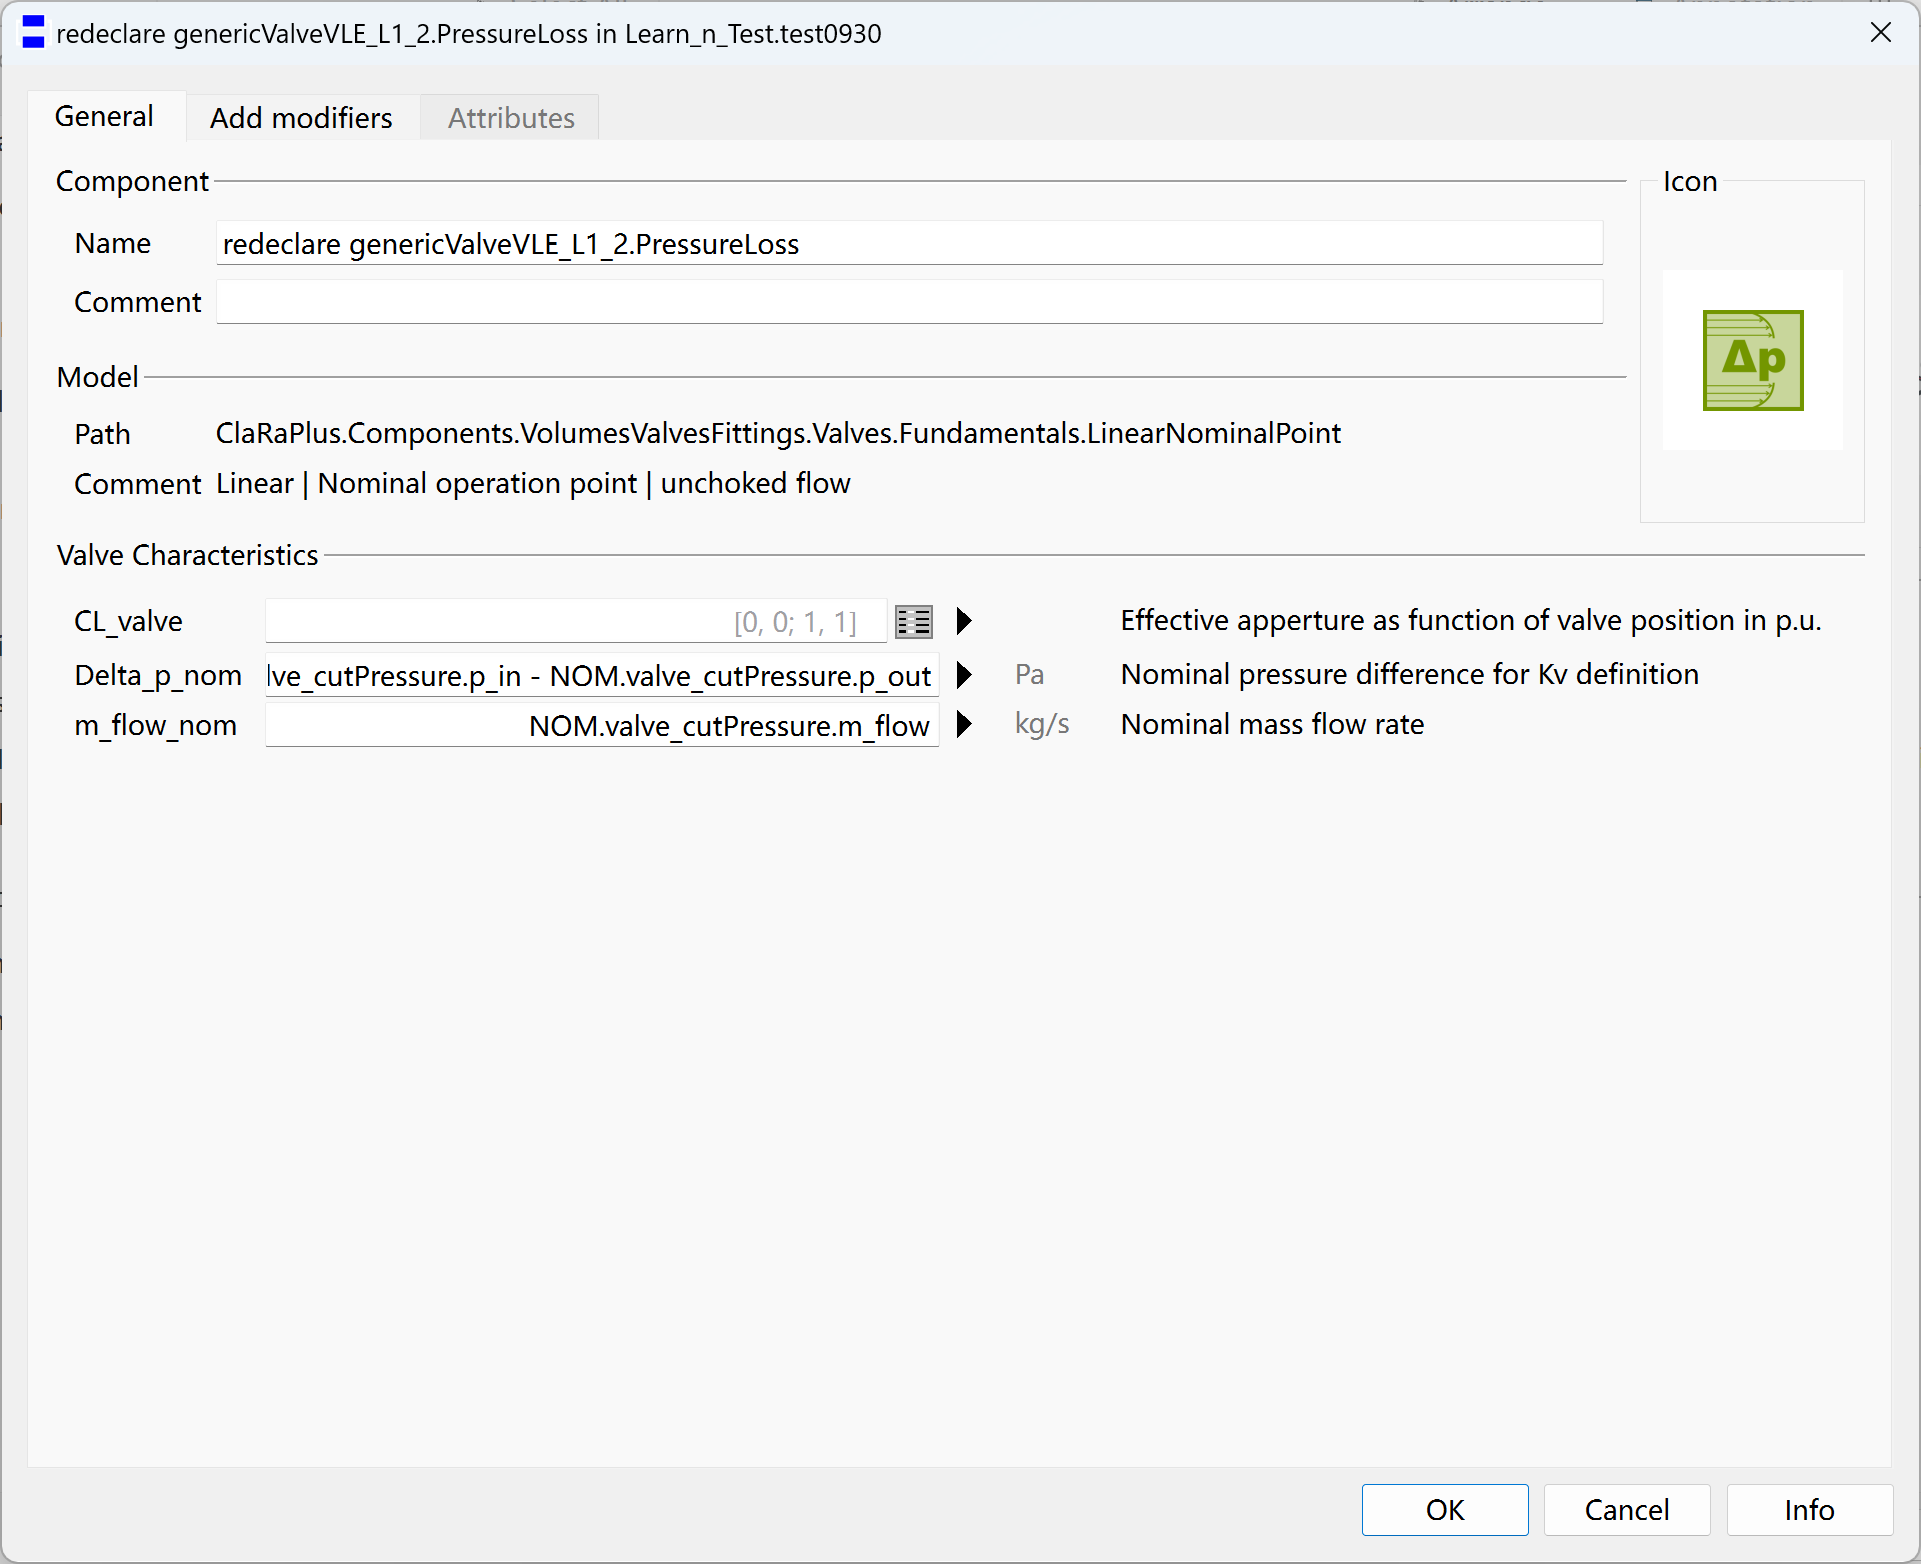 redeclare genericValveVLE_L1_2.PressureLoss in Learn_n_Test.test0930
General Add modifiers Attributes
Component Icon
Name redeclare genericValveVLE_L1_2.PressureLoss
Comment
Δp
Model
Path ClaRaPlus.Components.VolumesValvesFittings.Valves.Fundamentals.LinearNominalPoint
Comment Linear | Nominal operation point | unchoked flow
Valve Characteristics
CL_valve [0, 0; 1, 1] Effective apperture as function of valve position in p.u.
Delta_p_nom lve_cutPressure.p_in - NOM.valve_cutPressure.p_out Pa Nominal pressure difference for Kv definition
m_flow_nom NOM.valve_cutPressure.m_flow kg/s Nominal mass flow rate
OK Cancel Info